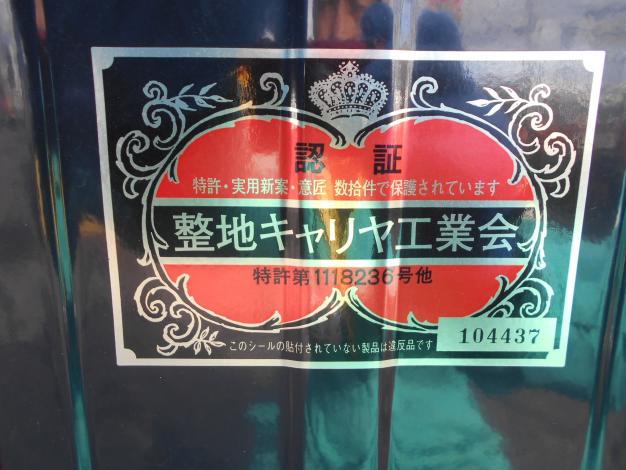 認証
特許・実用新案・意匠 数拾件で保護されています
整地キャリヤ工業会
特許第1118236号他
このシールの貼付されていない製品は違反品です
104437